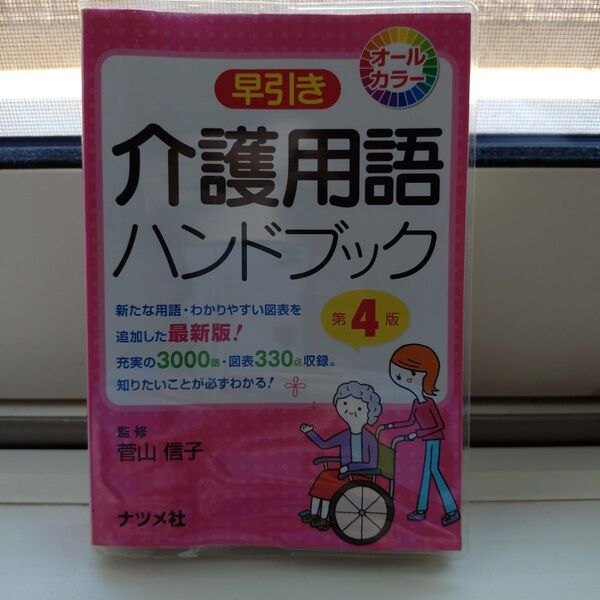 オール
カラー
早引き
介護用語
ハンドブック
新たな用語・わかりやすい図表を
追加した最新版!
充実の3000語・図表330点収録。
知りたいことが必ずわかる!
第4版
監修
菅山 信子
ナツメ社